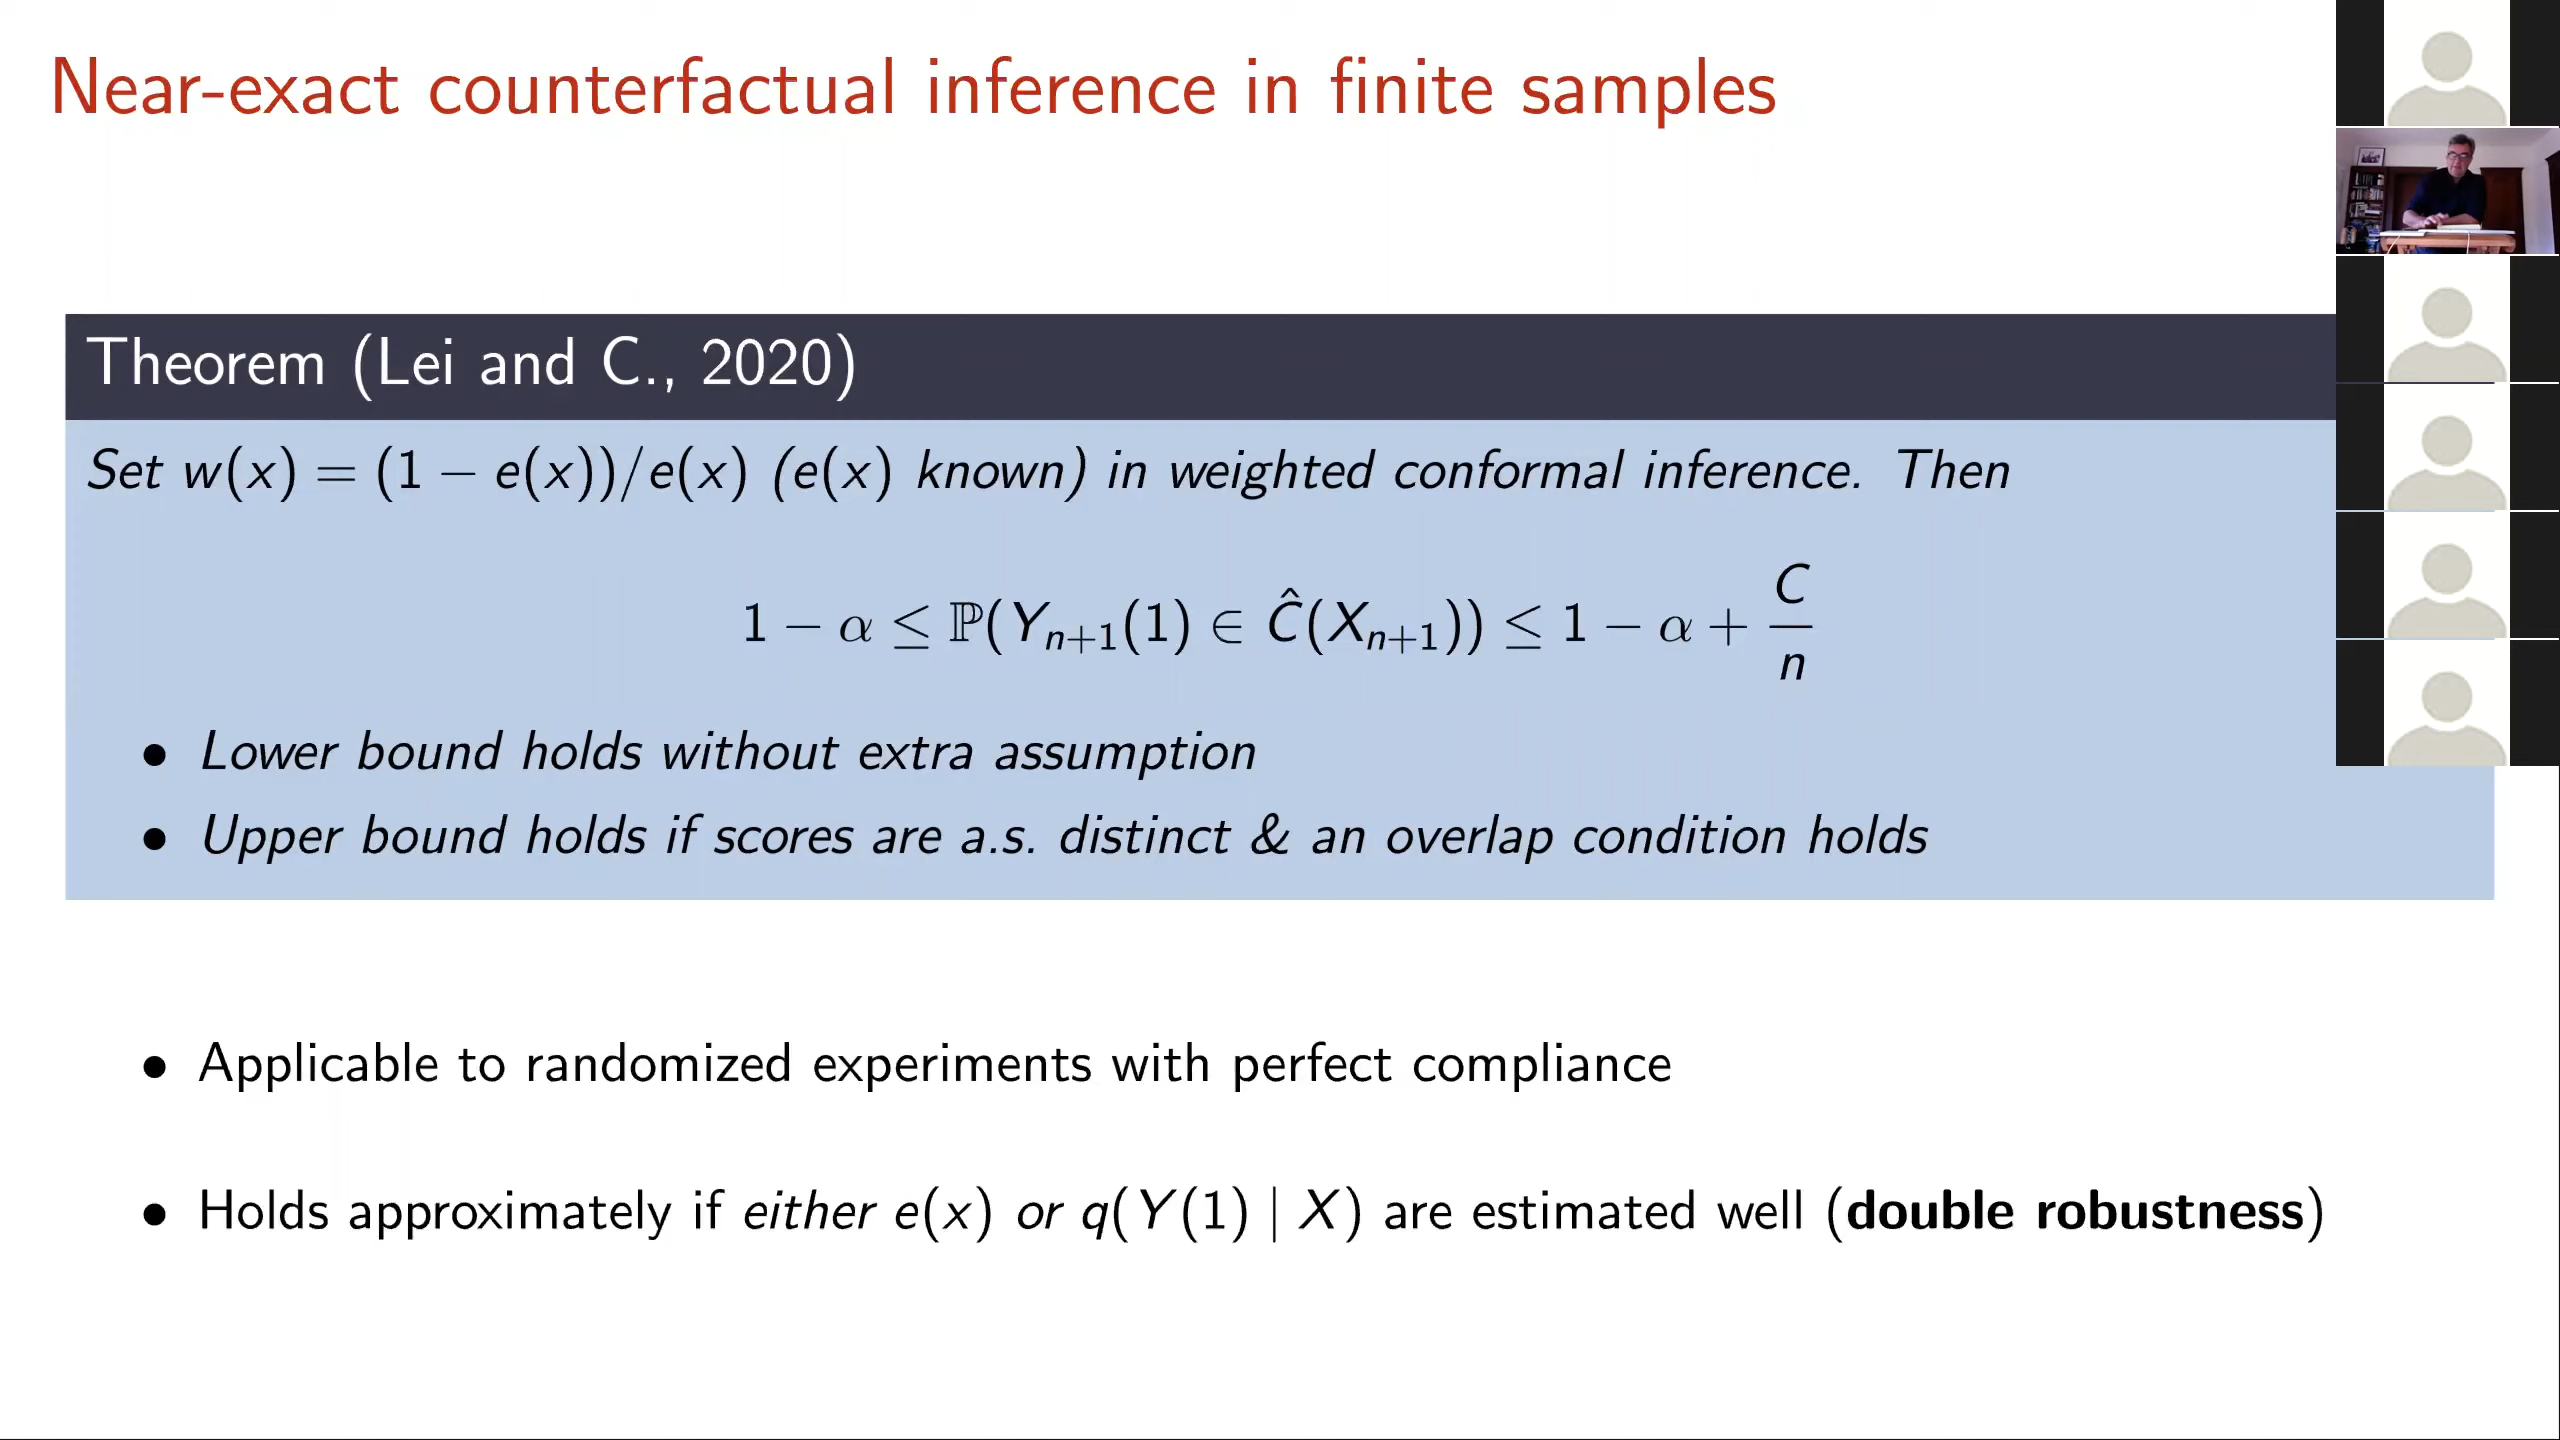 Near-exact counterfactual inference in finite samples
Theorem (Lei and C., 2020)
Set w(x) = (1 − e(x))/e(x) (e(x) known) in weighted conformal inference. Then
1 − α ≤ ℙ(Yₙ₊₁(1) ∈ Ĉ(Xₙ₊₁)) ≤ 1 − α + C/n
• Lower bound holds without extra assumption
• Upper bound holds if scores are a.s. distinct & an overlap condition holds
• Applicable to randomized experiments with perfect compliance
• Holds approximately if either e(x) or q(Y(1) | X) are estimated well (double robustness)